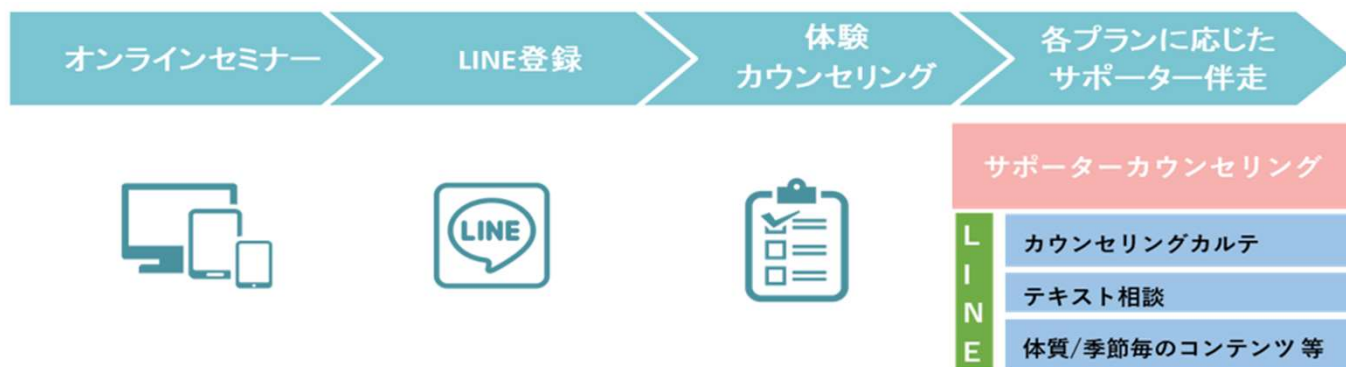 オンラインセミナー
LINE登録
体験
カウンセリング
各プランに応じた
サポーター伴走
LINE
サポーターカウンセリング
LINE
カウンセリングカルテ
テキスト相談
体質/季節毎のコンテンツ 等